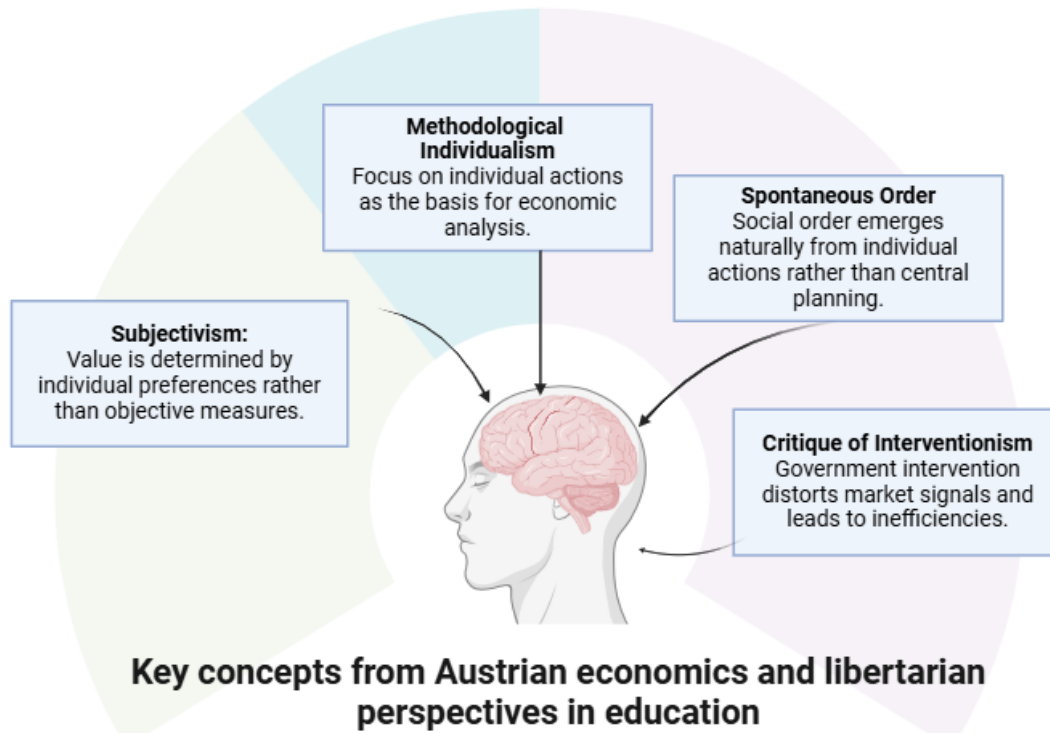 Methodological
Individualism
Focus on individual actions
as the basis for economic
analysis.
Spontaneous Order
Social order emerges
naturally from individual
actions rather than central
planning.
Subjectivism:
Value is determined by
individual preferences rather
than objective measures.
Critique of Interventionism
Government intervention
distorts market signals and
leads to inefficiencies.
Key concepts from Austrian economics and libertarian
perspectives in education